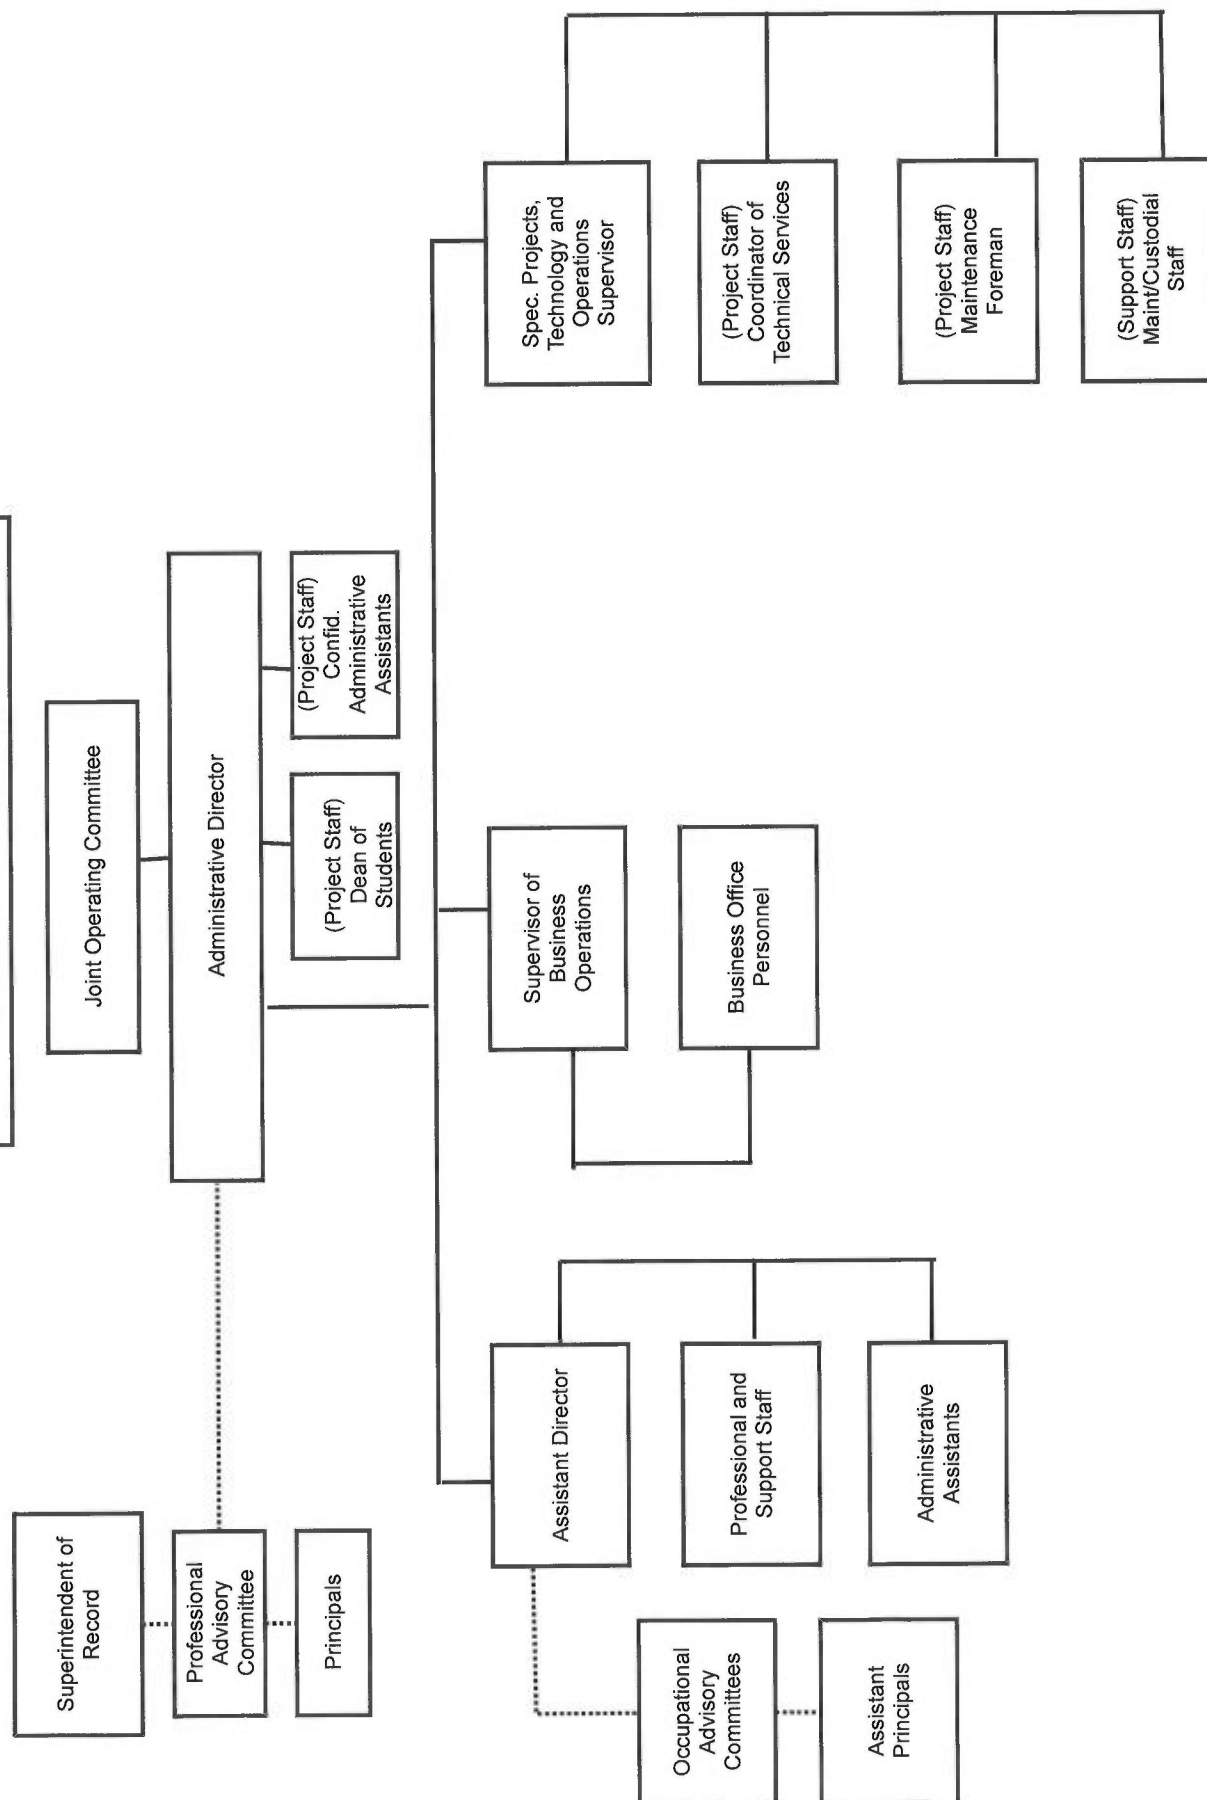 Joint Operating Committee
Superintendent of
Record
Administrative Director
Professional
Advisory
Committee
Principals
(Project Staff)
Dean of
Students
(Project Staff)
Confid.
Administrative
Assistants
Assistant Director
Supervisor of
Business
Operations
Spec. Projects,
Technology and
Operations
Supervisor
Occupational
Advisory
Committees
Professional and
Support Staff
Business Office
Personnel
(Project Staff)
Coordinator of
Technical Services
Assistant
Principals
Administrative
Assistants
(Project Staff)
Maintenance
Foreman
(Support Staff)
Maint/Custodial
Staff